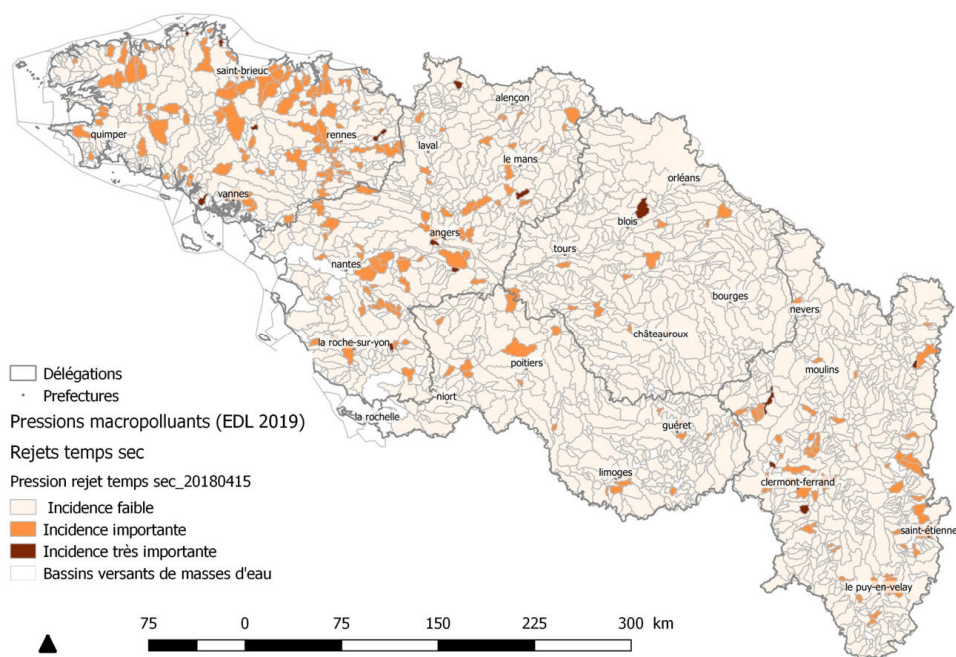 saint-brieuc
alençon
quimper
rennes
laval
le mans
orléans
vannes
blois
angers
tours
nantes
bourges
nevers
châteauroux
la roche-sur-yon
poitiers
moulins
niort
la rochelle
guéret
limoges
clermont-ferrand
saint-étienne
le puy-en-velay
Délégations
Prefectures
Pressions macropolluants (EDL 2019)
Rejets temps sec
Pression rejet temps sec_20180415
Incidence faible
Incidence importante
Incidence très importante
Bassins versants de masses d'eau
75 0 75 150 225 300 km